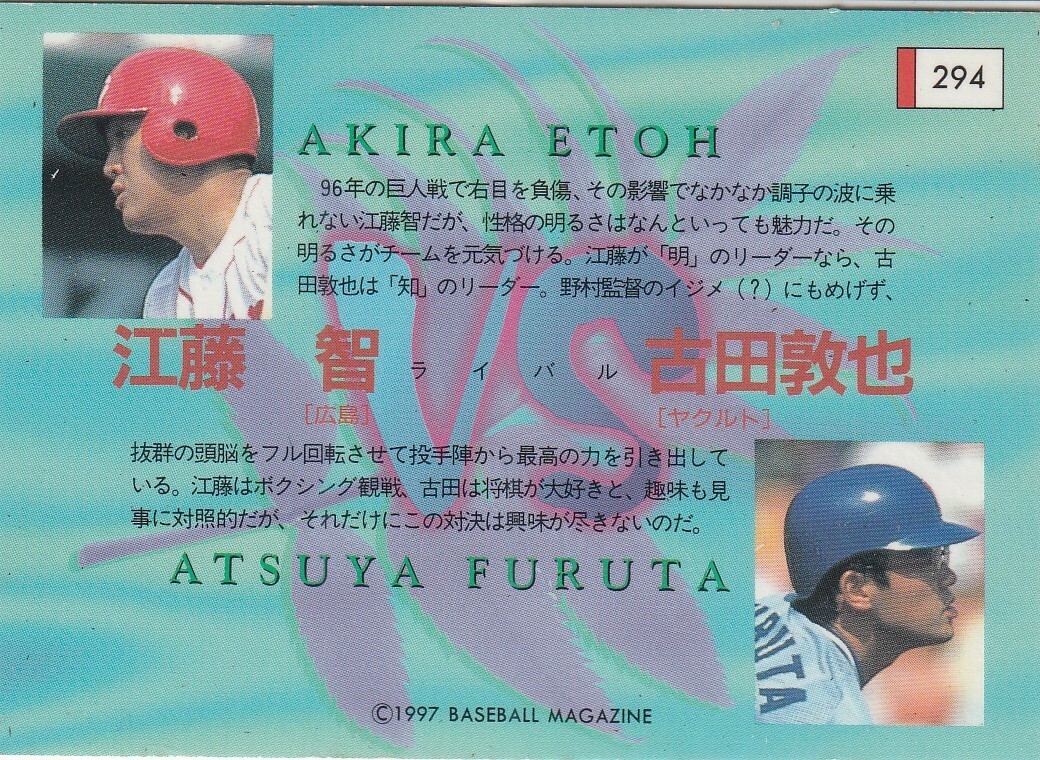 294
AKIRA ETOH
96年の巨人戦で右目を負傷、その影響でなかなか調子の波に乗
れない江藤智だが、性格の明るさはなんといっても魅力だ。その
明るさがチームを元気づける。江藤が「明」のリーダーなら、古
田敦也は「知」のリーダー。野村監督のイジメ(?)にもめげず、
VS
江藤 智 ライバル 古田敦也
[広島] [ヤクルト]
抜群の頭脳をフル回転させて投手陣から最高の力を引き出して
いる。江藤はボクシング観戦、古田は将棋が大好きと、趣味も見
事に対照的だが、それだけにこの対決は興味が尽きないのだ。
ATSUYA FURUTA
RUTA
©1997 BASEBALL MAGAZINE